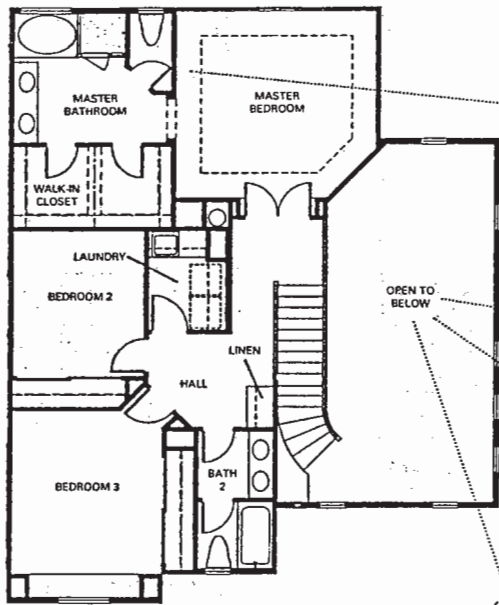 MASTER
BATHROOM
MASTER
BEDROOM
WALK-IN
CLOSET
LAUNDRY
BEDROOM 2
OPEN TO
BELOW
LINEN
HALL
BATH
2
BEDROOM 3